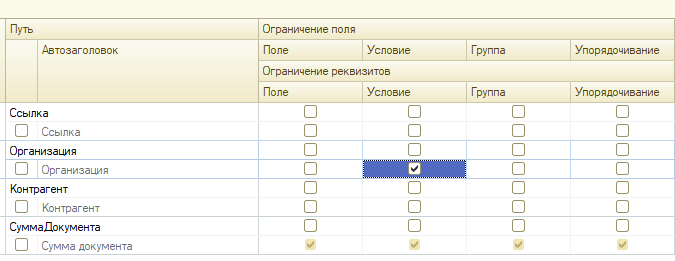 Путь Ограничение поля
Автозаголовок Поле Условие Группа Упорядочивание
Ограничение реквизитов
Поле Условие Группа Упорядочивание
Ссылка
Ссылка
Организация
Организация
Контрагент
Контрагент
СуммаДокумента
Сумма документа